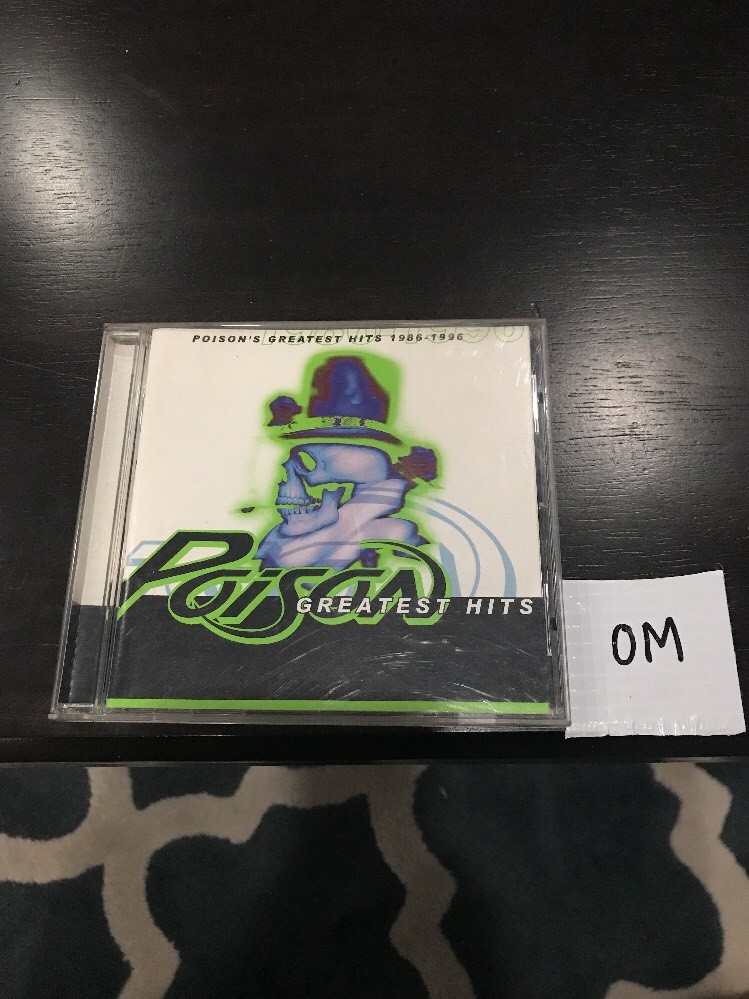 POISON'S GREATEST HITS 1986-1996
Poison
GREATEST HITS
OM